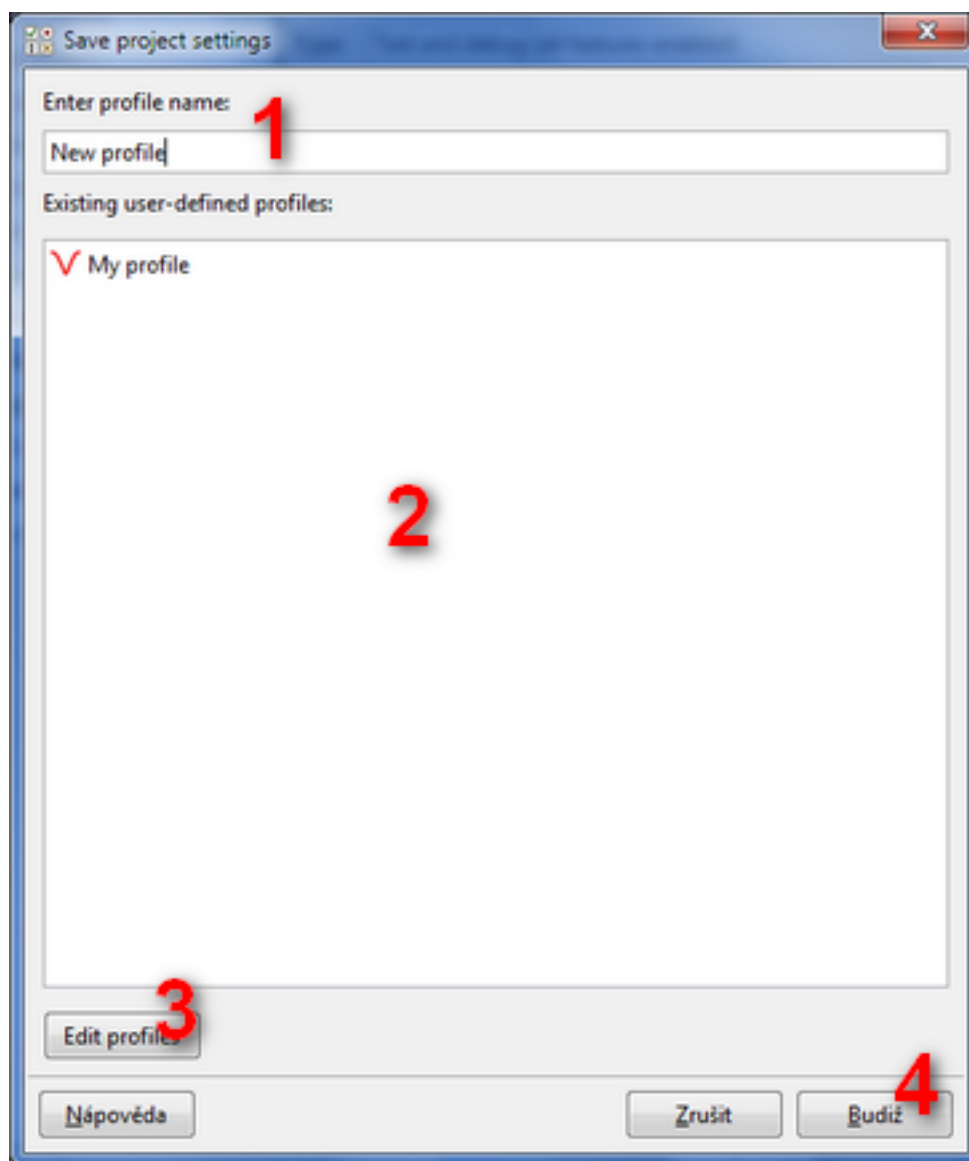 Save project settings
Enter profile name:
1
New profile
Existing user-defined profiles:
My profile
2
3
Edit profiles
4
Nápověda Zrušit Budiž